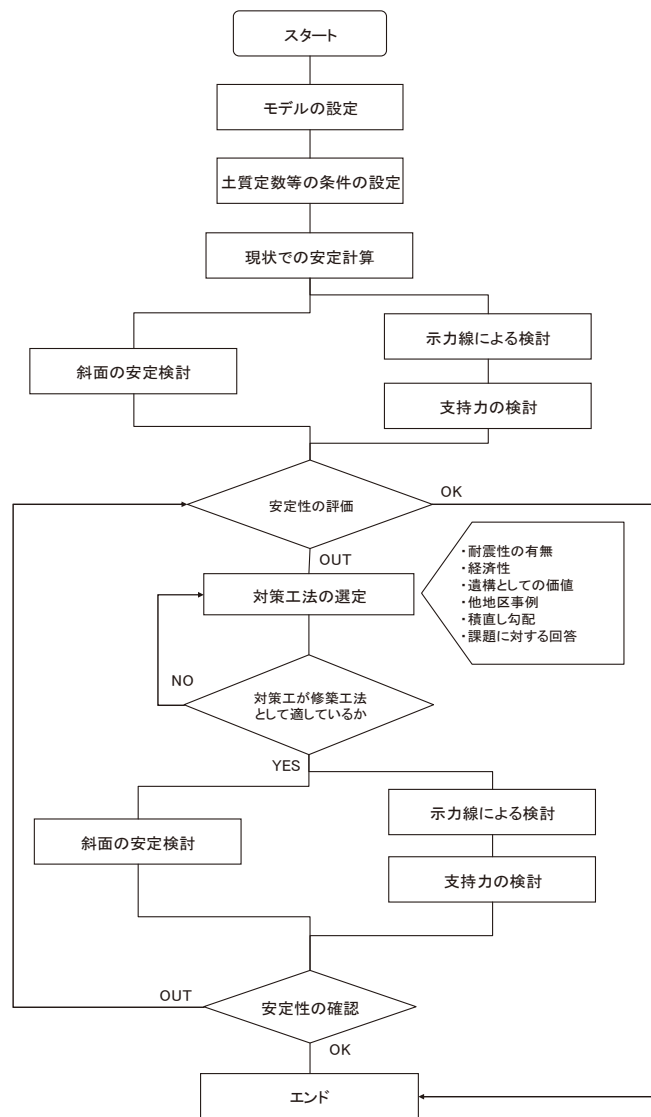 スタート
モデルの設定
土質定数等の条件の設定
現状での安定計算
斜面の安定検討
示力線による検討
支持力の検討
安定性の評価
OK
OUT
対策工法の選定
・耐震性の有無
・経済性
・遺構としての価値
・他地区事例
・積直し勾配
・課題に対する回答
NO
対策工が修築工法
として適しているか
YES
斜面の安定検討
示力線による検討
支持力の検討
OUT
安定性の確認
OK
エンド